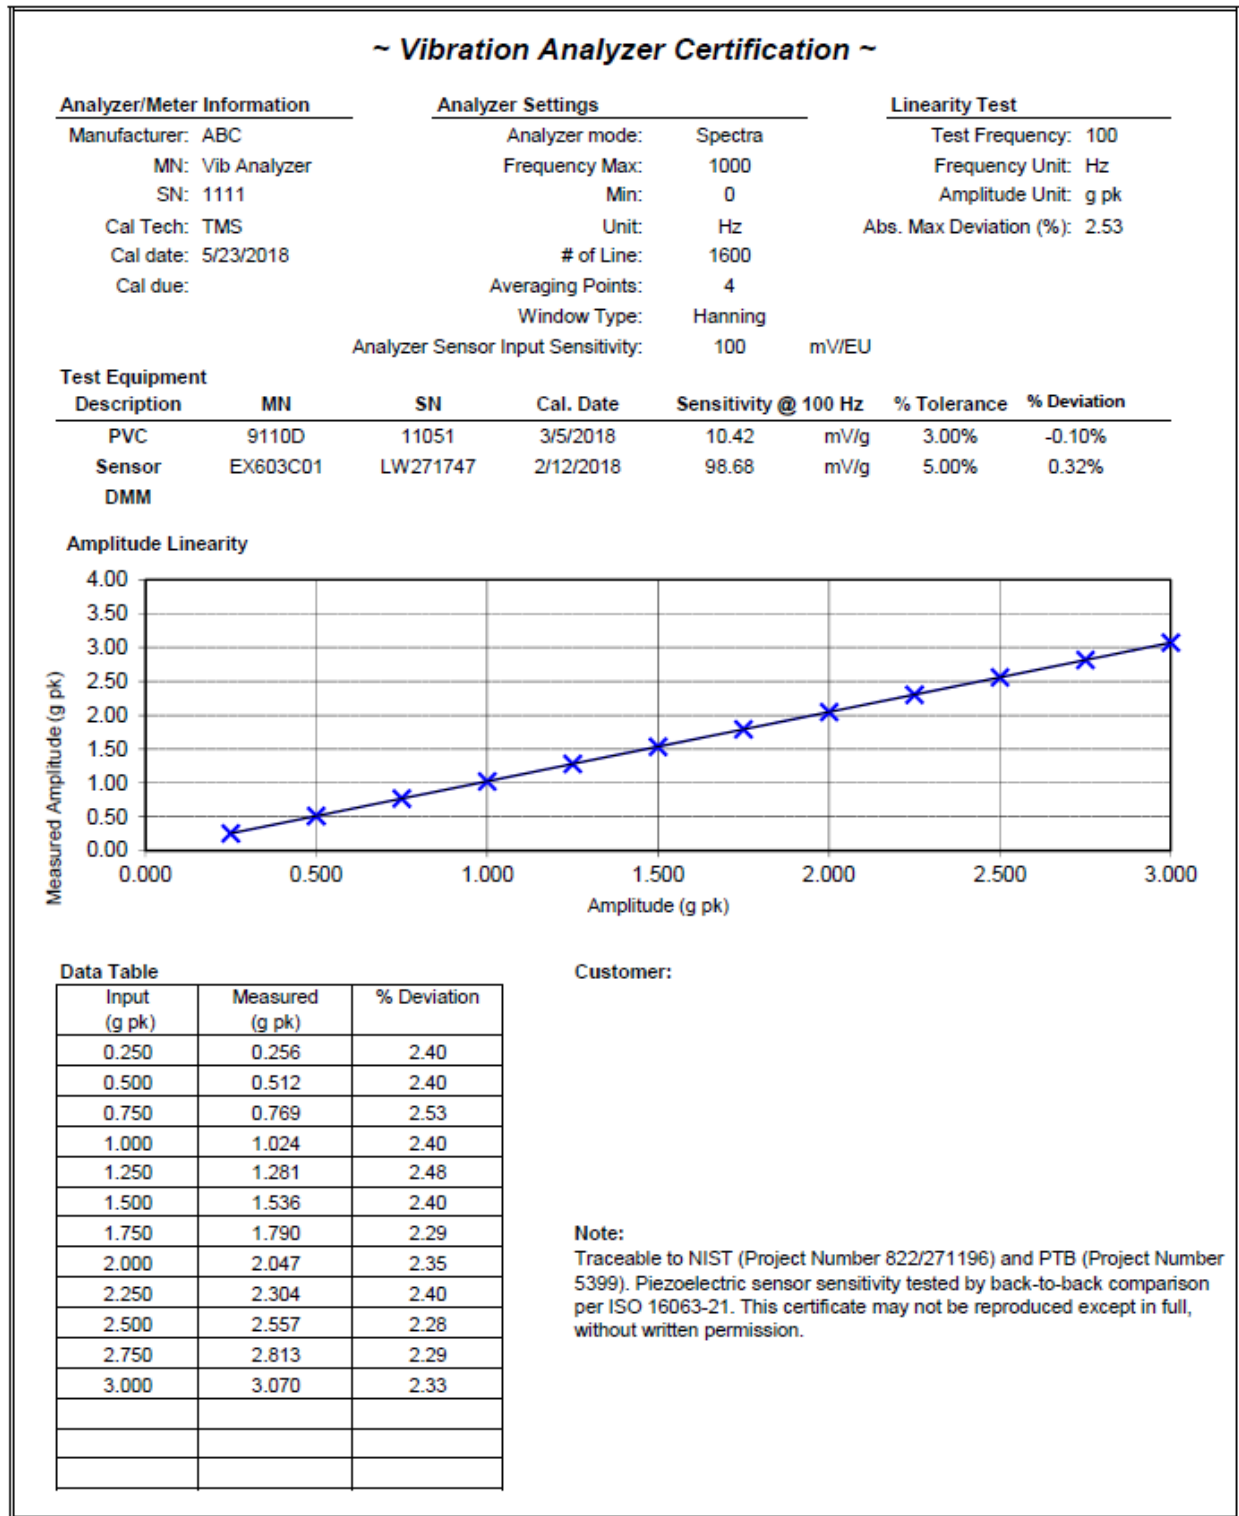 ~ Vibration Analyzer Certification ~
Analyzer/Meter Information
Manufacturer: ABC
MN: Vib Analyzer
SN: 1111
Cal Tech: TMS
Cal date: 5/23/2018
Cal due:
Analyzer Settings
Analyzer mode: Spectra
Frequency Max: 1000
Min: 0
Unit: Hz
# of Line: 1600
Averaging Points: 4
Window Type: Hanning
Analyzer Sensor Input Sensitivity: 100 mV/EU
Linearity Test
Test Frequency: 100
Frequency Unit: Hz
Amplitude Unit: g pk
Abs. Max Deviation (%): 2.53
Test Equipment
Description MN SN Cal. Date Sensitivity @ 100 Hz % Tolerance % Deviation
PVC 9110D 11051 3/5/2018 10.42 mV/g 3.00% -0.10%
Sensor EX603C01 LW271747 2/12/2018 98.68 mV/g 5.00% 0.32%
DMM
Amplitude Linearity
Measured Amplitude (g pk)
4.00
3.50
3.00
2.50
2.00
1.50
1.00
0.50
0.00
0.000 0.500 1.000 1.500 2.000 2.500 3.000
Amplitude (g pk)
Data Table
Input Measured % Deviation
(g pk) (g pk)
0.250 0.256 2.40
0.500 0.512 2.40
0.750 0.769 2.53
1.000 1.024 2.40
1.250 1.281 2.48
1.500 1.536 2.40
1.750 1.790 2.29
2.000 2.047 2.35
2.250 2.304 2.40
2.500 2.557 2.28
2.750 2.813 2.29
3.000 3.070 2.33
Customer:
Note:
Traceable to NIST (Project Number 822/271196) and PTB (Project Number
5399). Piezoelectric sensor sensitivity tested by back-to-back comparison
per ISO 16063-21. This certificate may not be reproduced except in full,
without written permission.